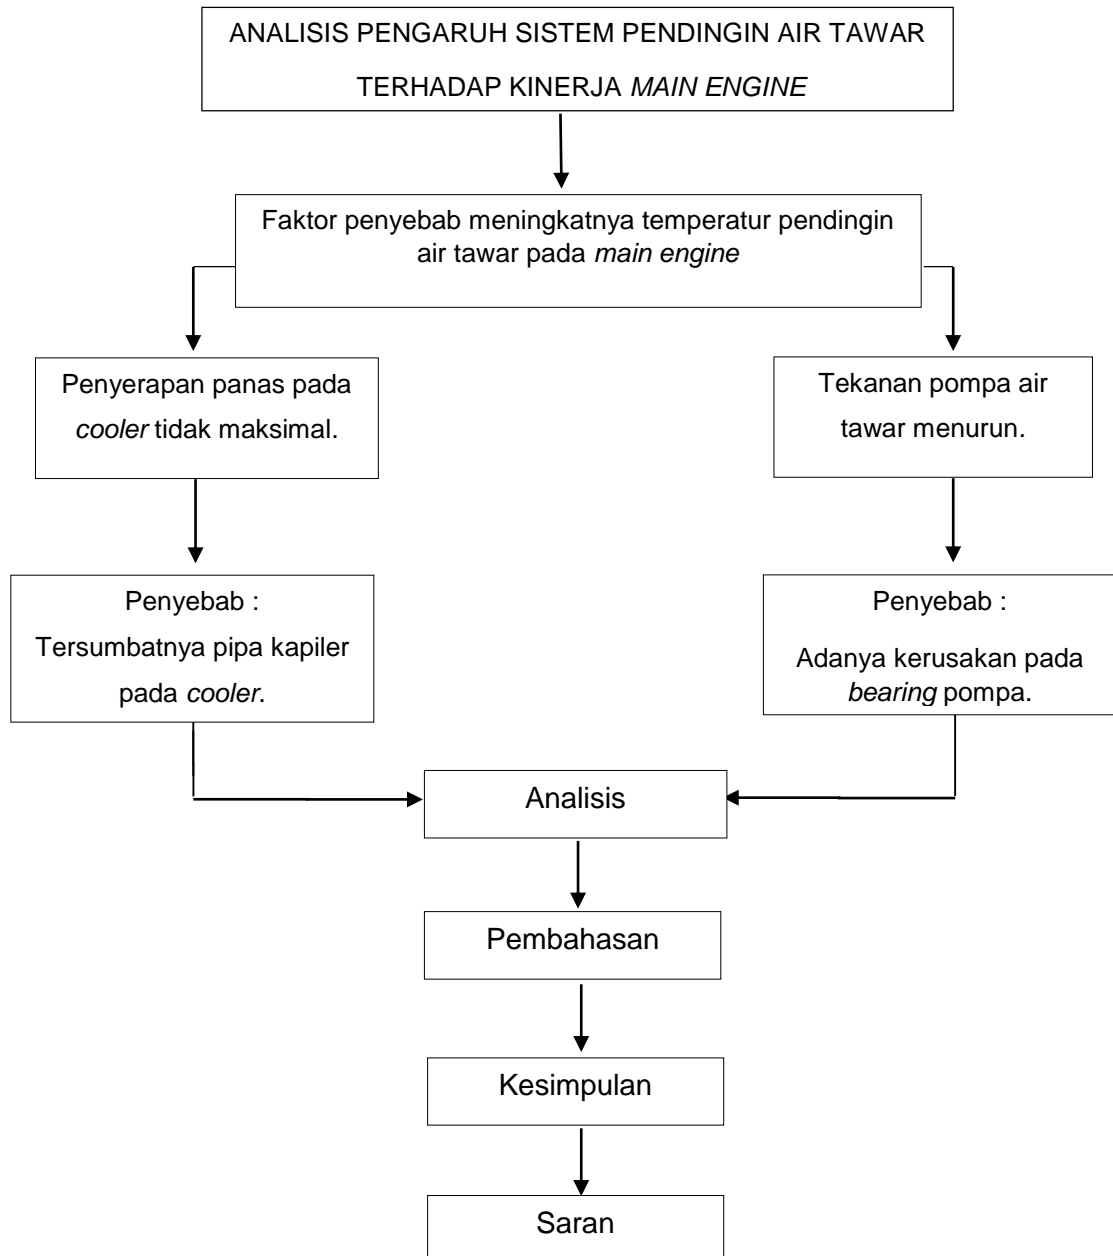 ANALISIS PENGARUH SISTEM PENDINGIN AIR TAWAR
TERHADAP KINERJA MAIN ENGINE
Faktor penyebab meningkatnya temperatur pendingin
air tawar pada main engine
Penyerapan panas pada
cooler tidak maksimal.
Tekanan pompa air
tawar menurun.
Penyebab :
Tersumbatnya pipa kapiler
pada cooler.
Penyebab :
Adanya kerusakan pada
bearing pompa.
Analisis
Pembahasan
Kesimpulan
Saran